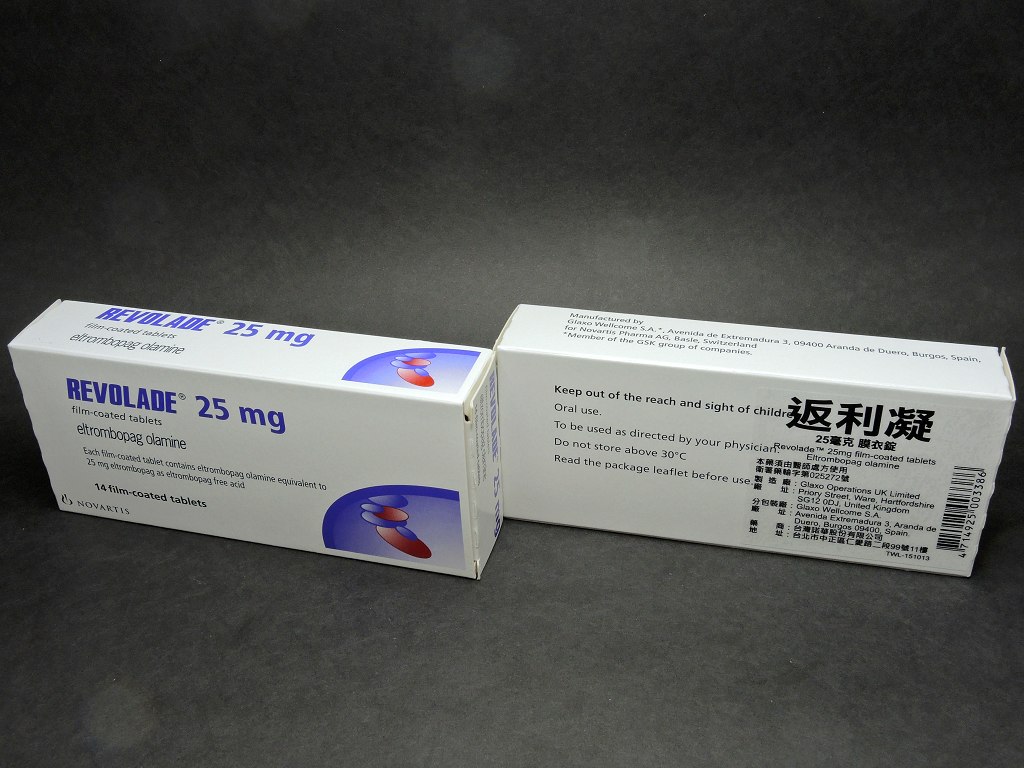 REVOLADE® 25 mg
film-coated tablets
eltrombopag olamine
REVOLADE® 25 mg
film-coated tablets
eltrombopag olamine
Each film-coated tablet contains eltrombopag olamine equivalent to
25 mg eltrombopag as eltrombopag free acid
14 film-coated tablets
NOVARTIS
Manufactured by
Glaxo Wellcome S.A.*, Avenida de Extremadura 3, 09400 Aranda de Duero, Burgos, Spain,
for Novartis Pharma AG, Basle, Switzerland
*Member of the GSK group of companies.
Keep out of the reach and sight of childre
Oral use.
To be used as directed by your physician.
Do not store above 30°C
Read the package leaflet before use.
返利凝
25毫克 膜衣錠
Revolade™ 25mg film-coated tablets
Eltrombopag olamine
本藥須由醫師處方使用
衛署藥輸字第025272號
製造廠：Glaxo Operations UK Limited
廠 址：Priory Street, Ware, Hertfordshire
SG12 0DJ, United Kingdom
分包裝廠：Glaxo Wellcome S.A.
廠 址：Avenida Extremadura 3, Aranda de
Duero, Burgos 09400, Spain.
藥 商：台灣諾華股份有限公司
地 址：台北市中正區仁愛路二段99號11樓
TWL-151013
4714925003386